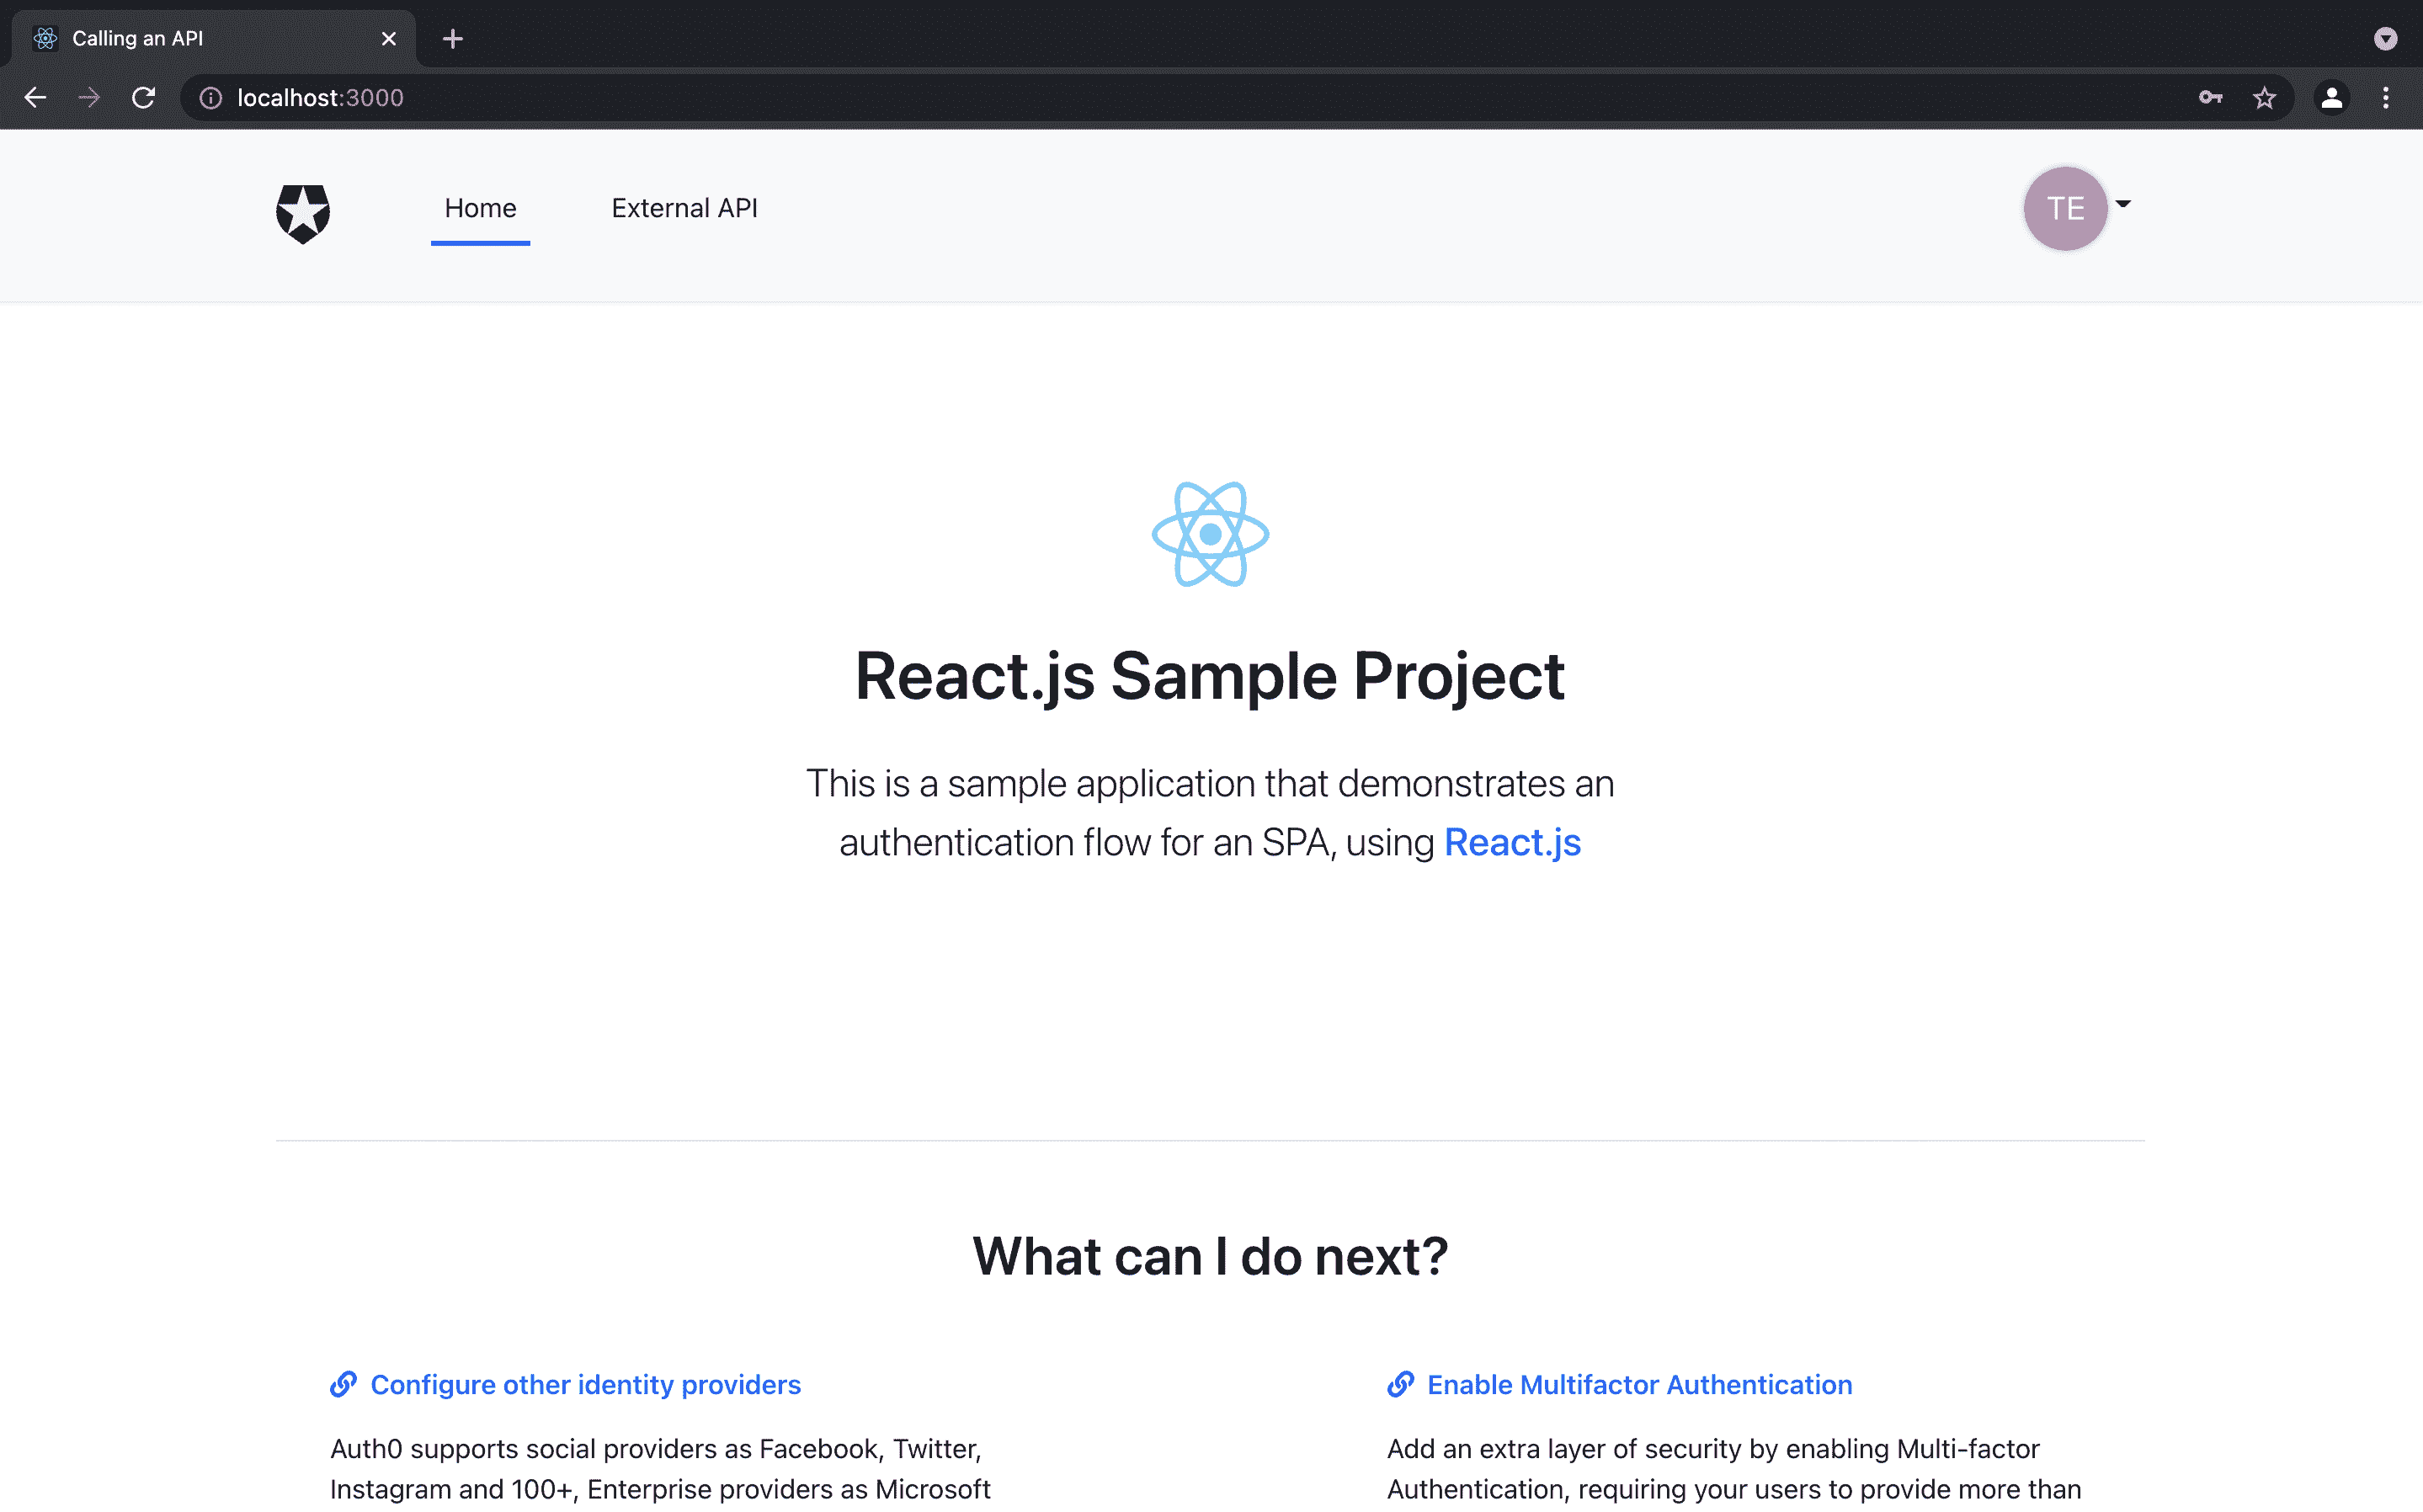 Calling an API
localhost:3000
Home
External API
TE
React.js Sample Project
This is a sample application that demonstrates an
authentication flow for an SPA, using React.js
What can I do next?
Configure other identity providers
Auth0 supports social providers as Facebook, Twitter,
Instagram and 100+, Enterprise providers as Microsoft
Enable Multifactor Authentication
Add an extra layer of security by enabling Multi-factor
Authentication, requiring your users to provide more than